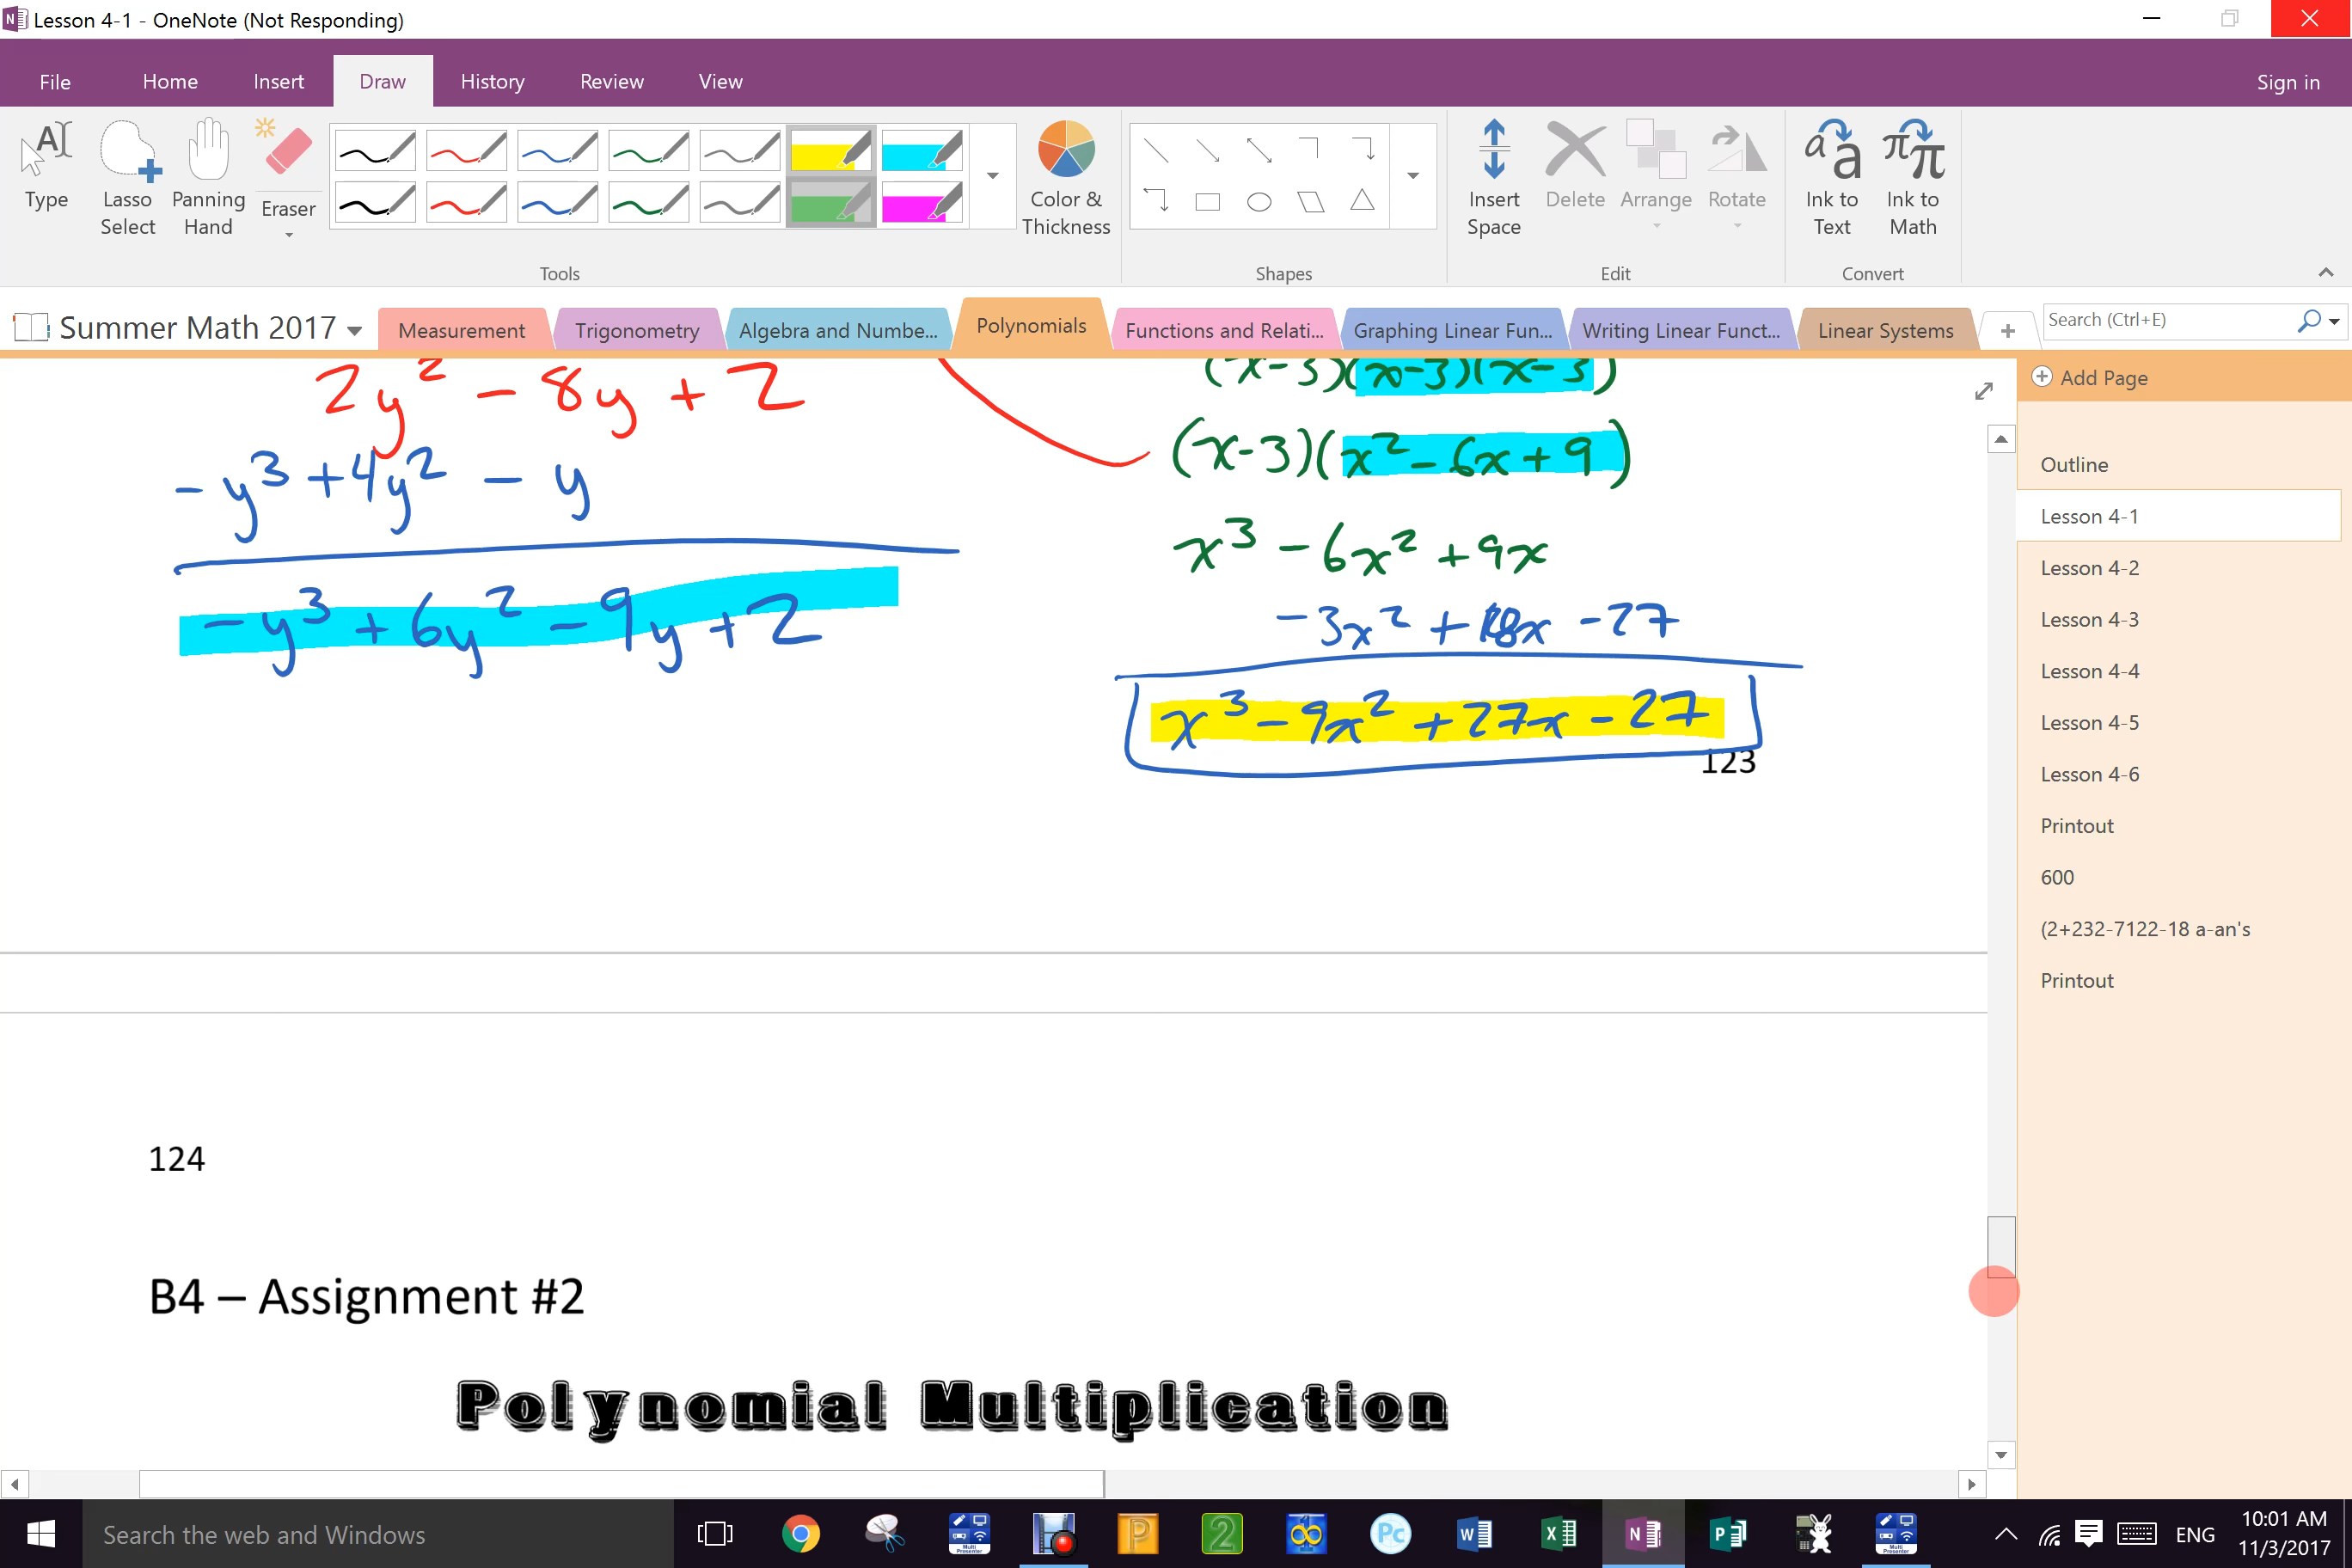 Lesson 4-1 - OneNote (Not Responding)
File Home Insert Draw History Review View Sign in
Type
Lasso Select
Panning Hand
Eraser
Color & Thickness
Insert Space
Delete
Arrange
Rotate
Ink to Text
Ink to Math
Tools Shapes Edit Convert
Summer Math 2017 Measurement Trigonometry Algebra and Numbe... Polynomials Functions and Relati... Graphing Linear Fun... Writing Linear Funct... Linear Systems + Search (Ctrl+E)
2y² - 8y + 2
-y³ + 4y² - y
-y³ + 6y² - 9y + 2
(x-3)(x-3)(x-3)
(x-3)(x² - 6x + 9)
x³ - 6x² + 9x
-3x² + 18x - 27
x³ - 9x² + 27x - 27
123
124
B4 – Assignment #2
Polynomial Multiplication
Add Page
Outline
Lesson 4-1
Lesson 4-2
Lesson 4-3
Lesson 4-4
Lesson 4-5
Lesson 4-6
Printout
600
(2+232-7122-18 a-an's
Printout
Search the web and Windows
ENG
10:01 AM
11/3/2017